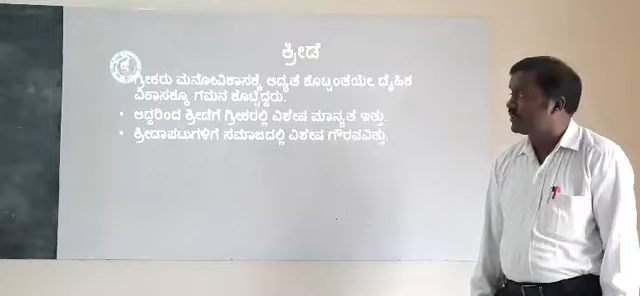 ಕ್ರೀಡೆ
ಗ್ರೀಕರು ಮನೋವಿಕಾಸಕ್ಕೆ ಆದ್ಯತೆ ಕೊಟ್ಟಂತೆಯೇ, ದೈಹಿಕ
ವಿಕಾಸಕ್ಕೂ ಗಮನ ಕೊಟ್ಟಿದ್ದರು.
• ಆದ್ದರಿಂದ ಕ್ರೀಡೆಗೆ ಗ್ರೀಕರಲ್ಲಿ ವಿಶೇಷ ಮಾನ್ಯತೆ ಇತ್ತು.
• ಕ್ರೀಡಾಪಟುಗಳಿಗೆ ಸಮಾಜದಲ್ಲಿ ವಿಶೇಷ ಗೌರವವಿತ್ತು.